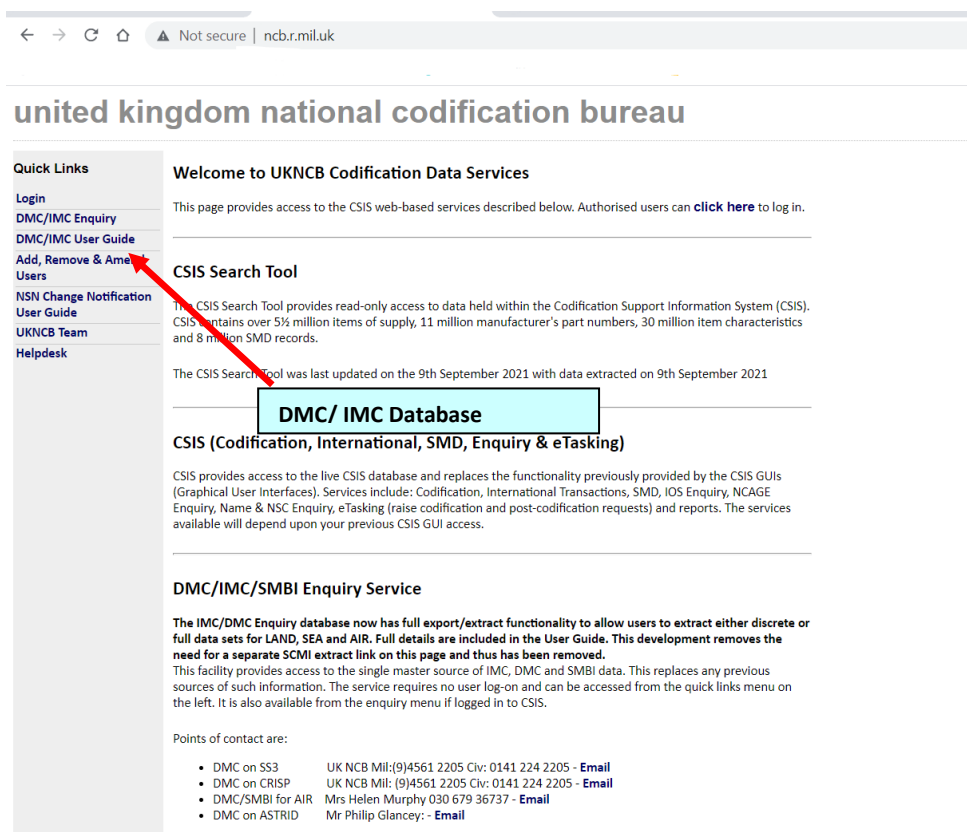 Not secure | ncb.r.mil.uk
united kingdom national codification bureau
Quick Links
Login
DMC/IMC Enquiry
DMC/IMC User Guide
Add, Remove & Amend
Users
NSN Change Notification
User Guide
UKNCB Team
Helpdesk
Welcome to UKNCB Codification Data Services
This page provides access to the CSIS web-based services described below. Authorised users can click here to log in.
CSIS Search Tool
The CSIS Search Tool provides read-only access to data held within the Codification Support Information System (CSIS).
CSIS contains over 5½ million items of supply, 11 million manufacturer's part numbers, 30 million item characteristics
and 8 million SMD records.
The CSIS Search Tool was last updated on the 9th September 2021 with data extracted on 9th September 2021
DMC/ IMC Database
CSIS (Codification, International, SMD, Enquiry & eTasking)
CSIS provides access to the live CSIS database and replaces the functionality previously provided by the CSIS GUIs
(Graphical User Interfaces). Services include: Codification, International Transactions, SMD, IOS Enquiry, NCAGE
Enquiry, Name & NSC Enquiry, eTasking (raise codification and post-codification requests) and reports. The services
available will depend upon your previous CSIS GUI access.
DMC/IMC/SMBI Enquiry Service
The IMC/DMC Enquiry database now has full export/extract functionality to allow users to extract either discrete or
full data sets for LAND, SEA and AIR. Full details are included in the User Guide. This development removes the
need for a separate SCMI extract link on this page and thus has been removed.
This facility provides access to the single master source of IMC, DMC and SMBI data. This replaces any previous
sources of such information. The service requires no user log-on and can be accessed from the quick links menu on
the left. It is also available from the enquiry menu if logged in to CSIS.
Points of contact are:
• DMC on SS3 UK NCB Mil:(9)4561 2205 Civ: 0141 224 2205 - Email
• DMC on CRISP UK NCB Mil: (9)4561 2205 Civ: 0141 224 2205 - Email
• DMC/SMBI for AIR Mrs Helen Murphy 030 679 36737 - Email
• DMC on ASTRID Mr Philip Glancey: - Email